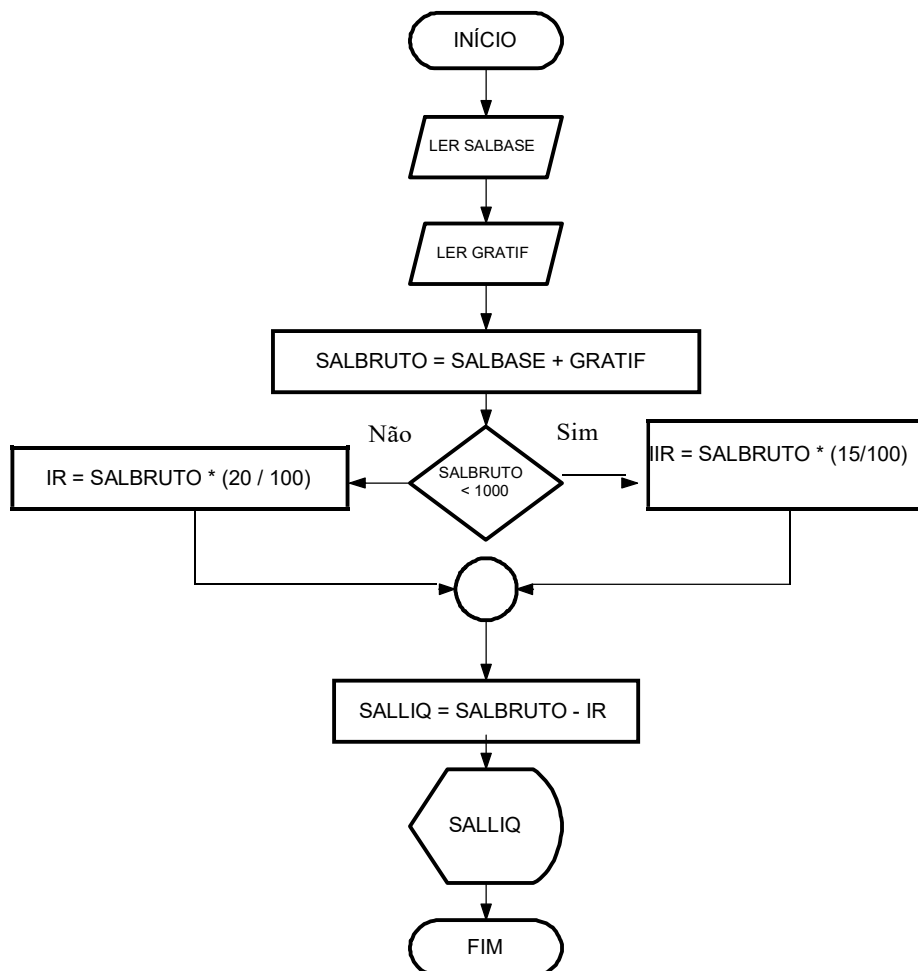 INÍCIO
LER SALBASE
LER GRATIF
SALBRUTO = SALBASE + GRATIF
Não
Sim
IR = SALBRUTO * (20 / 100)
SALBRUTO
< 1000
IIR = SALBRUTO * (15/100)
SALLIQ = SALBRUTO - IR
SALLIQ
FIM